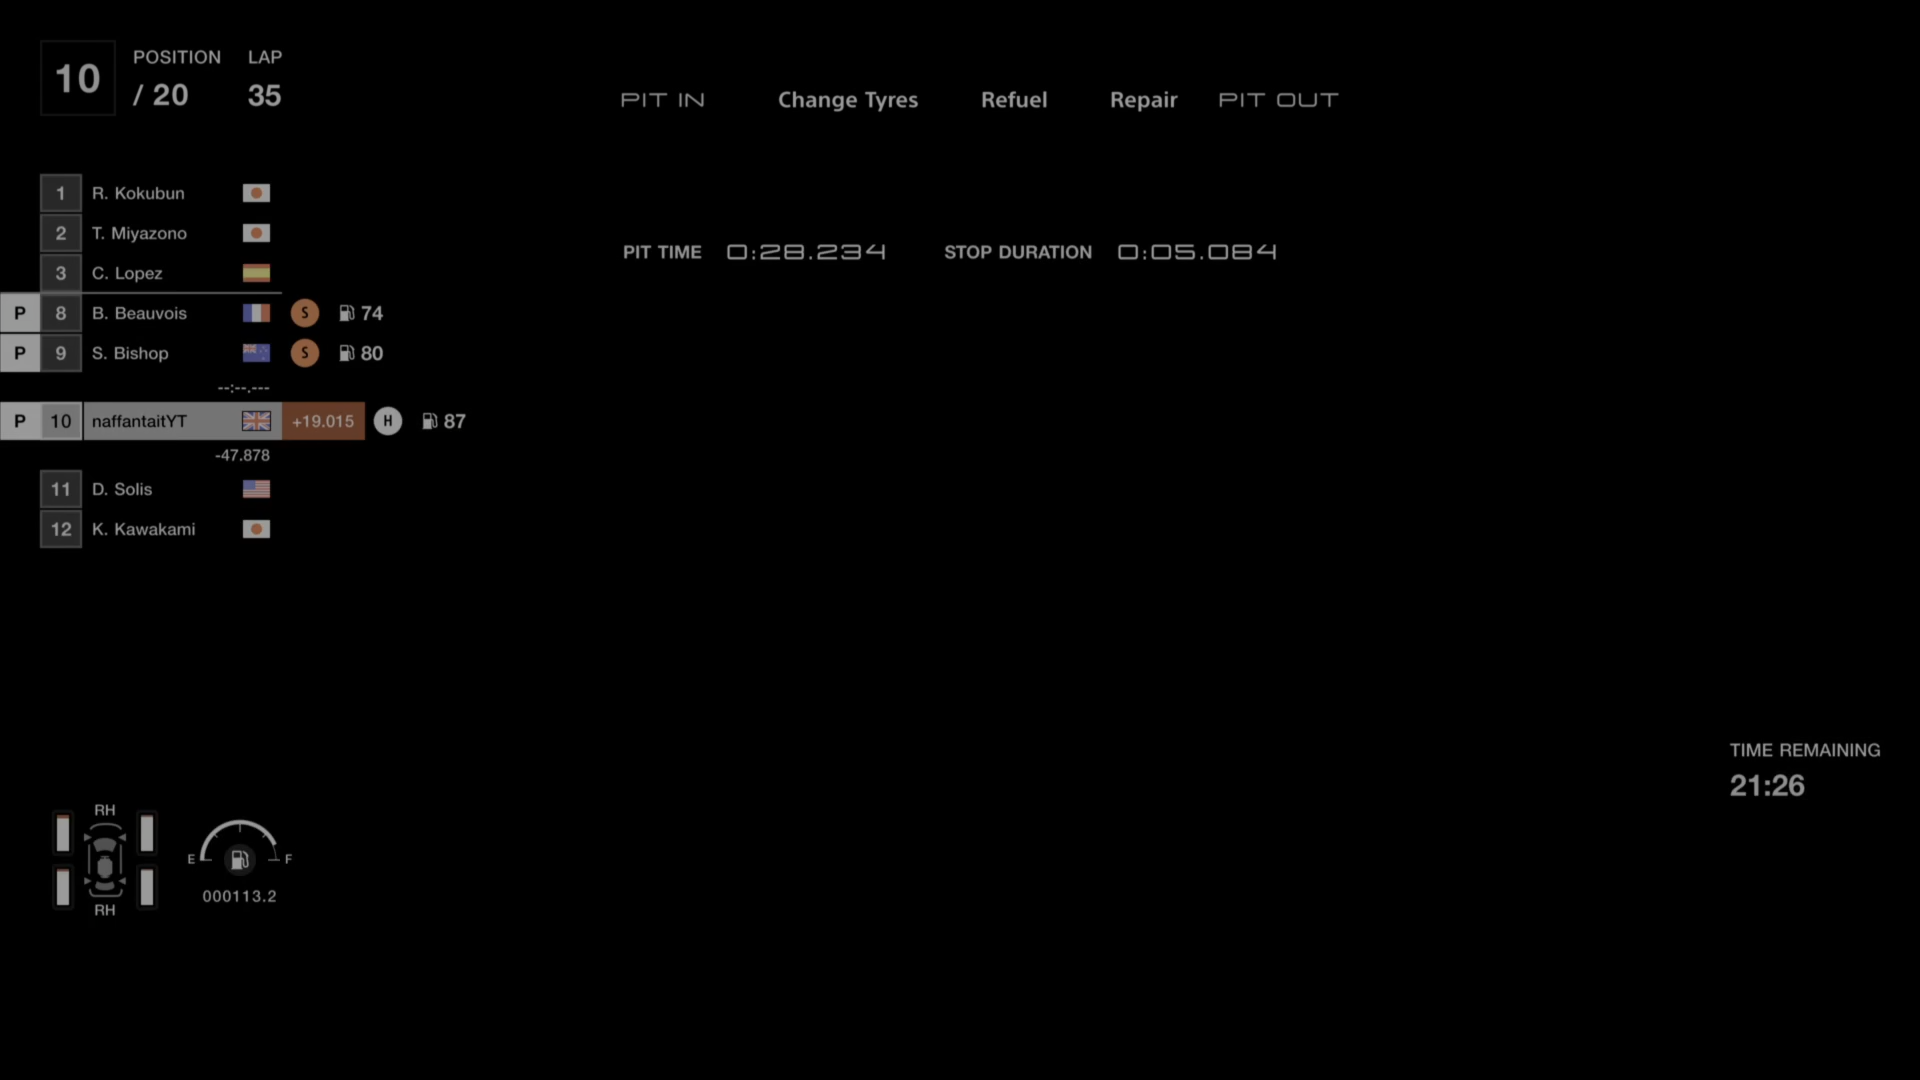 10 POSITION LAP
/ 20 35
PIT IN Change Tyres Refuel Repair PIT OUT
1 R. Kokubun
2 T. Miyazono
3 C. Lopez
P 8 B. Beauvois S 74
P 9 S. Bishop S 80
--:--.---
P 10 naffantaitYT +19.015 H 87
-47.878
11 D. Solis
12 K. Kawakami
PIT TIME 0:28.234 STOP DURATION 0:05.084
TIME REMAINING
21:26
RH
E F
000113.2
RH